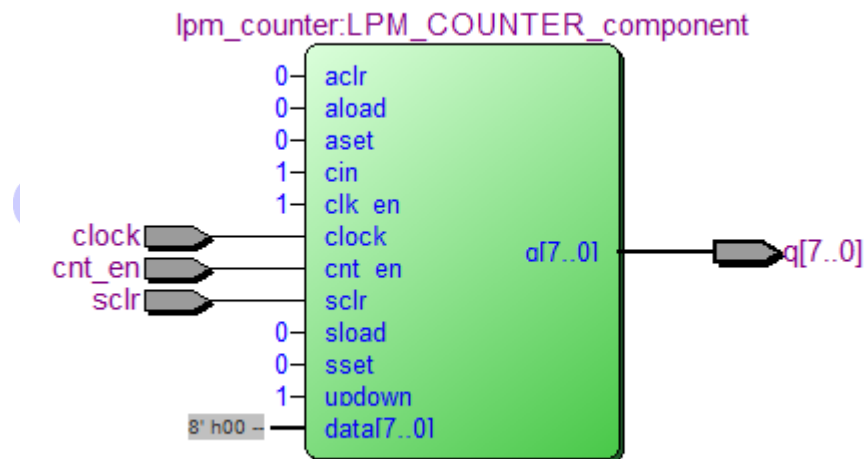 lpm_counter:LPM_COUNTER_component
0 aclr
0 aload
0 aset
1 cin
1 clk_en
clock clock
cnt_en cnt_en q[7..0] q[7..0]
sclr sclr
0 sload
0 sset
1 updown
8' h00 -- data[7..0]